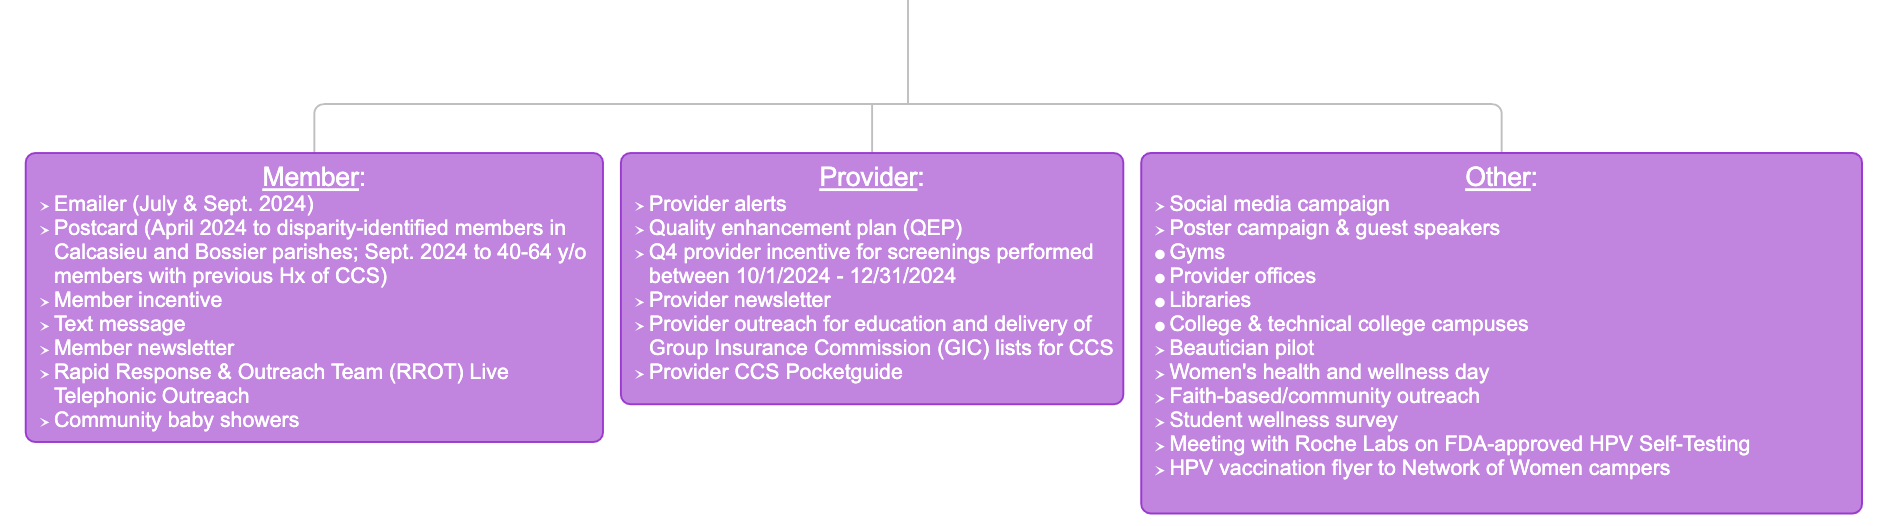 Member:
> Emailer (July & Sept. 2024)
> Postcard (April 2024 to disparity-identified members in
Calcasieu and Bossier parishes; Sept. 2024 to 40-64 y/o
members with previous Hx of CCS)
> Member incentive
> Text message
> Member newsletter
> Rapid Response & Outreach Team (RROT) Live
Telephonic Outreach
> Community baby showers
Provider:
> Provider alerts
> Quality enhancement plan (QEP)
> Q4 provider incentive for screenings performed
between 10/1/2024 - 12/31/2024
> Provider newsletter
> Provider outreach for education and delivery of
Group Insurance Commission (GIC) lists for CCS
> Provider CCS Pocketguide
Other:
> Social media campaign
> Poster campaign & guest speakers
● Gyms
● Provider offices
● Libraries
● College & technical college campuses
> Beautician pilot
> Women's health and wellness day
> Faith-based/community outreach
> Student wellness survey
> Meeting with Roche Labs on FDA-approved HPV Self-Testing
> HPV vaccination flyer to Network of Women campers